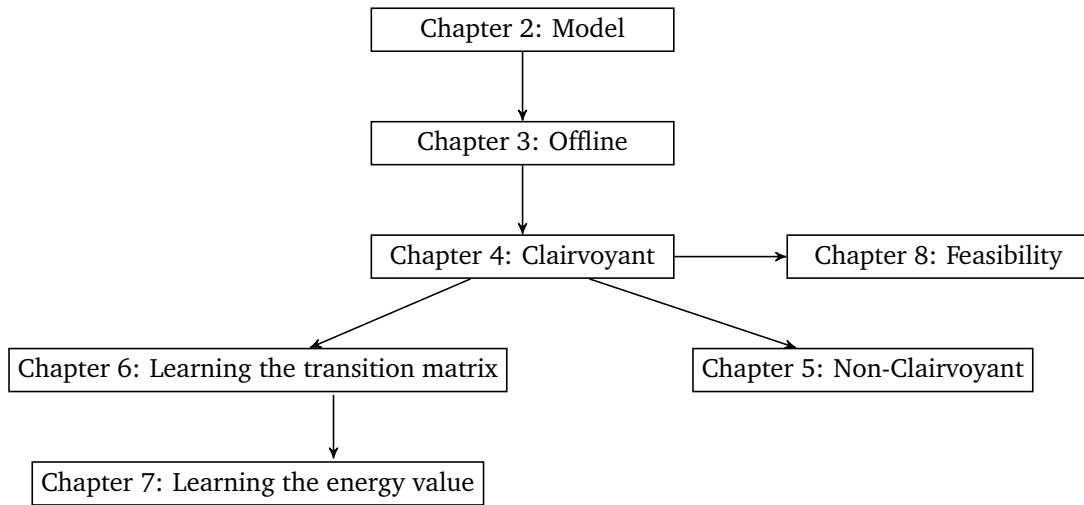 Chapter 2: Model
Chapter 3: Offline
Chapter 4: Clairvoyant
Chapter 8: Feasibility
Chapter 6: Learning the transition matrix
Chapter 5: Non-Clairvoyant
Chapter 7: Learning the energy value